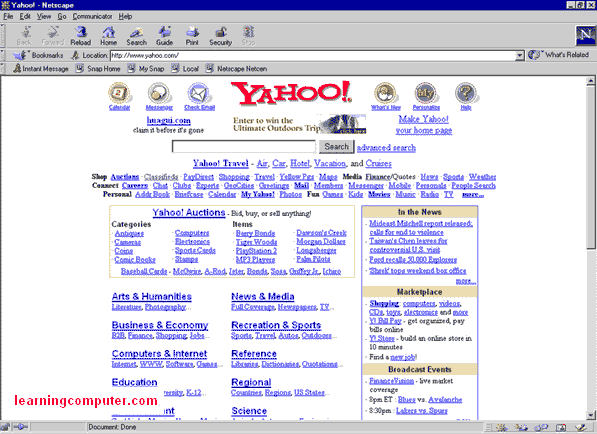 Yahoo! - Netscape
File Edit View Go Communicator Help
Back Forward Reload Home Search Guide Print Security Stop
Bookmarks Location: http://www.yahoo.com/ What's Related
Instant Message Snap Home My Snap Local Netscape Netcen
YAHOO!
Calendar Messenger Check Email What's New Personalize Help
huagui.com
claim it before it's gone
Enter to win the
Ultimate Outdoors Trip
click here
Make Yahoo!
your home page
Search advanced search
Yahoo! Travel - Air, Car, Hotel, Vacation, and Cruises
Shop Auctions · Classifieds · PayDirect · Shopping · Travel · Yellow Pgs · Maps Media Finance/Quotes · News · Sports · Weather
Connect Careers · Chat · Clubs · Experts · GeoCities · Greetings · Mail · Members · Messenger · Mobile · Personals · People Search
Personal Addr Book · Briefcase · Calendar · My Yahoo! · Photos Fun Games · Kids · Movies · Music · Radio · TV more...
Yahoo! Auctions - Bid, buy, or sell anything!
Categories
· Antiques
· Cameras
· Coins
· Comic Books
· Computers
· Electronics
· Sports Cards
· Stamps
Items
· Barry Bonds
· Tiger Woods
· PlayStation 2
· MP3 Players
· Dawson's Creek
· Morgan Dollars
· Longaberger
· Palm Pilots
Baseball Cards - McGwire, A-Rod, Jeter, Bonds, Sosa, Griffey Jr., Ichiro
Arts & Humanities
Literature, Photography...
Business & Economy
B2B, Finance, Shopping, Jobs...
Computers & Internet
Internet, WWW, Software, Games...
Education
K-12...
News & Media
Full Coverage, Newspapers, TV...
Recreation & Sports
Sports, Travel, Autos, Outdoors...
Reference
Libraries, Dictionaries, Quotations...
Regional
Countries, Regions, US States...
Science
In the News
· Mideast Mitchell report released; calls for end to violence
· Taiwan's Chen leaves for controversial U.S. visit
· Ford recalls 50,000 Explorers
· 'Shrek' tops weekend box office
more...
Marketplace
· Shopping: computers, videos, CDs, toys, electronics and more
· Y! Bill Pay - get organized, pay bills online
· Y! Store - build an online store in 10 minutes
· Find a new job!
Broadcast Events
· FinanceVision - live market coverage
· 8pm ET : Blues vs. Avalanche
· 8:30pm : Lakers vs. Spurs
learningcomputer.com
Document: Done